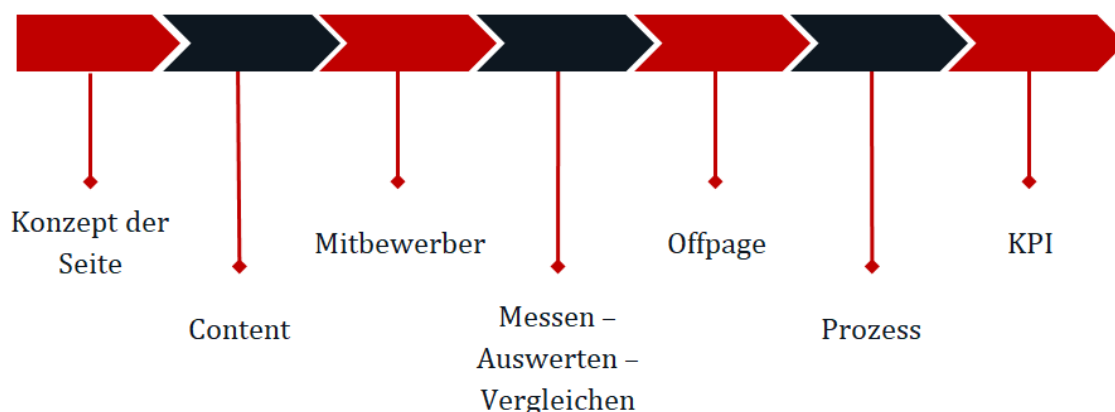 Konzept der
Seite
Content
Mitbewerber
Messen –
Auswerten –
Vergleichen
Offpage
Prozess
KPI